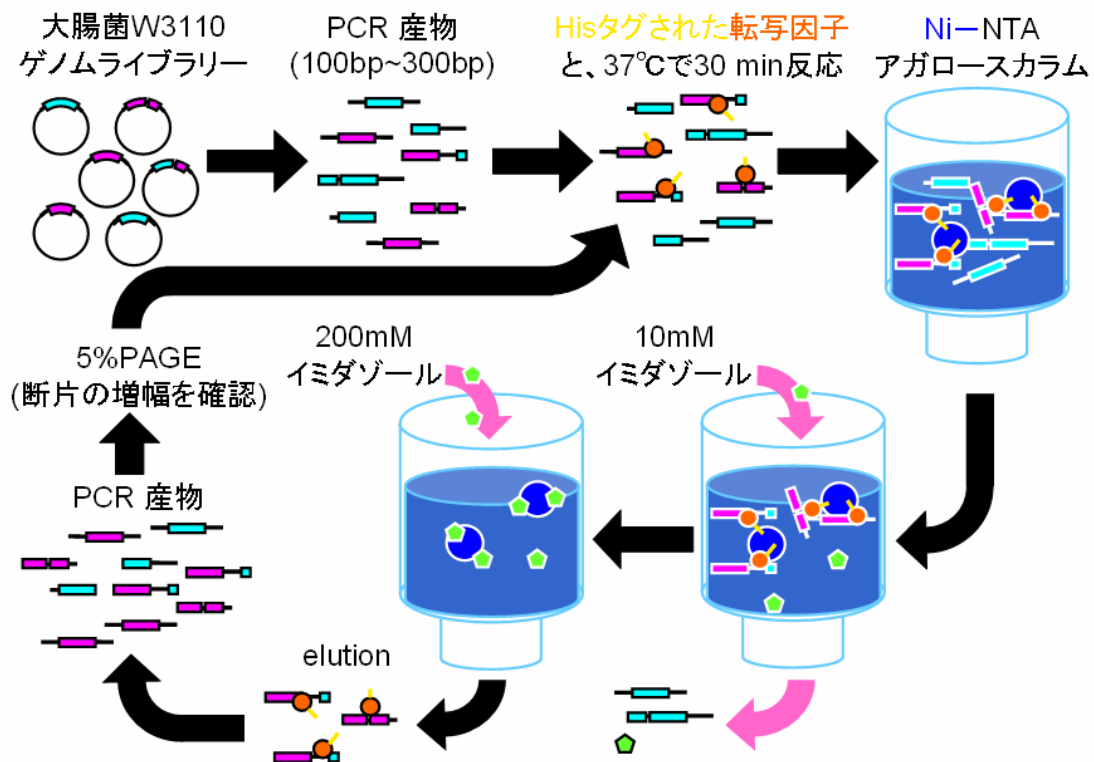 大腸菌W3110
ゲノムライブラリー
PCR 産物
(100bp~300bp)
Hisタグされた転写因子
と、37℃で30 min反応
Ni－NTA
アガロースカラム
200mM
イミダゾール
10mM
イミダゾール
5%PAGE
(断片の増幅を確認)
PCR 産物
elution